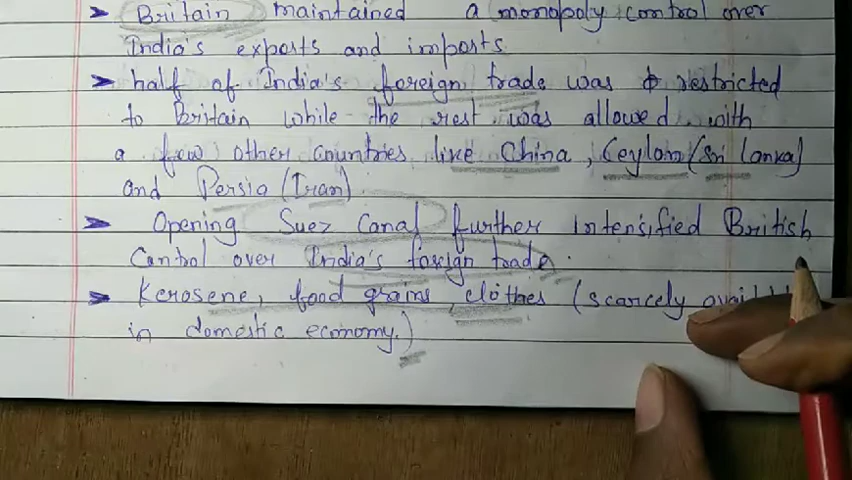 ➤ Britain maintained a monopoly control over
India's exports and imports
➤ half of India's foreign trade was restricted
to Britain while the rest was allowed with
a few other countries like China, Ceylon (Sri Lanka)
and Persia (Iran).
➤ Opening Suez Canal further intensified British
Control over India's foreign trade.
➤ Kerosene, food grains, clothes (scarcely
in domestic economy.)